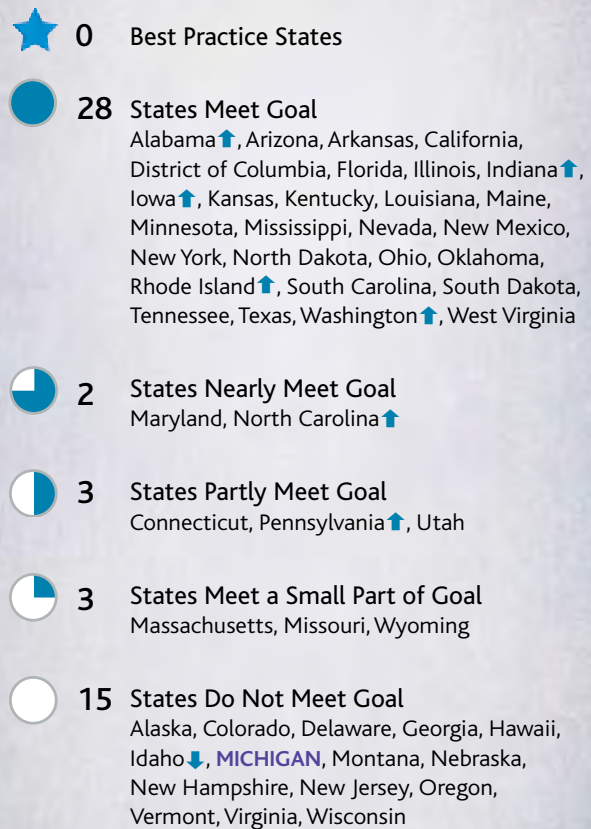 0 Best Practice States
28 States Meet Goal
Alabama⬆, Arizona, Arkansas, California,
District of Columbia, Florida, Illinois, Indiana⬆,
Iowa⬆, Kansas, Kentucky, Louisiana, Maine,
Minnesota, Mississippi, Nevada, New Mexico,
New York, North Dakota, Ohio, Oklahoma,
Rhode Island⬆, South Carolina, South Dakota,
Tennessee, Texas, Washington⬆, West Virginia
2 States Nearly Meet Goal
Maryland, North Carolina⬆
3 States Partly Meet Goal
Connecticut, Pennsylvania⬆, Utah
3 States Meet a Small Part of Goal
Massachusetts, Missouri, Wyoming
15 States Do Not Meet Goal
Alaska, Colorado, Delaware, Georgia, Hawaii,
Idaho⬇, MICHIGAN, Montana, Nebraska,
New Hampshire, New Jersey, Oregon,
Vermont, Virginia, Wisconsin